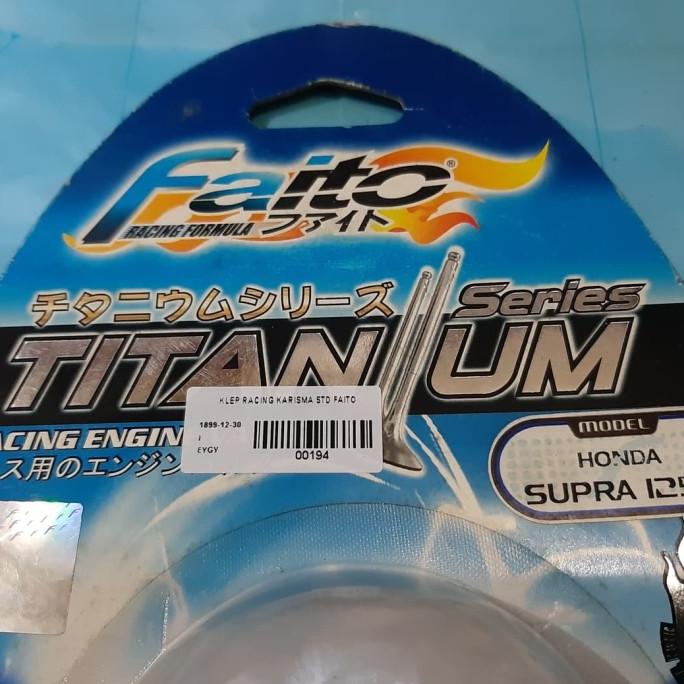 Faito®
RACING FORMULA ファイト
チタニウムシリーズ Series
TITANIUM
KLEP RACING KARISMA STD FAITO
1899-12-30
EYGY
00194
ACING ENGIN
ス用のエンジン
MODEL
HONDA
SUPRA 125